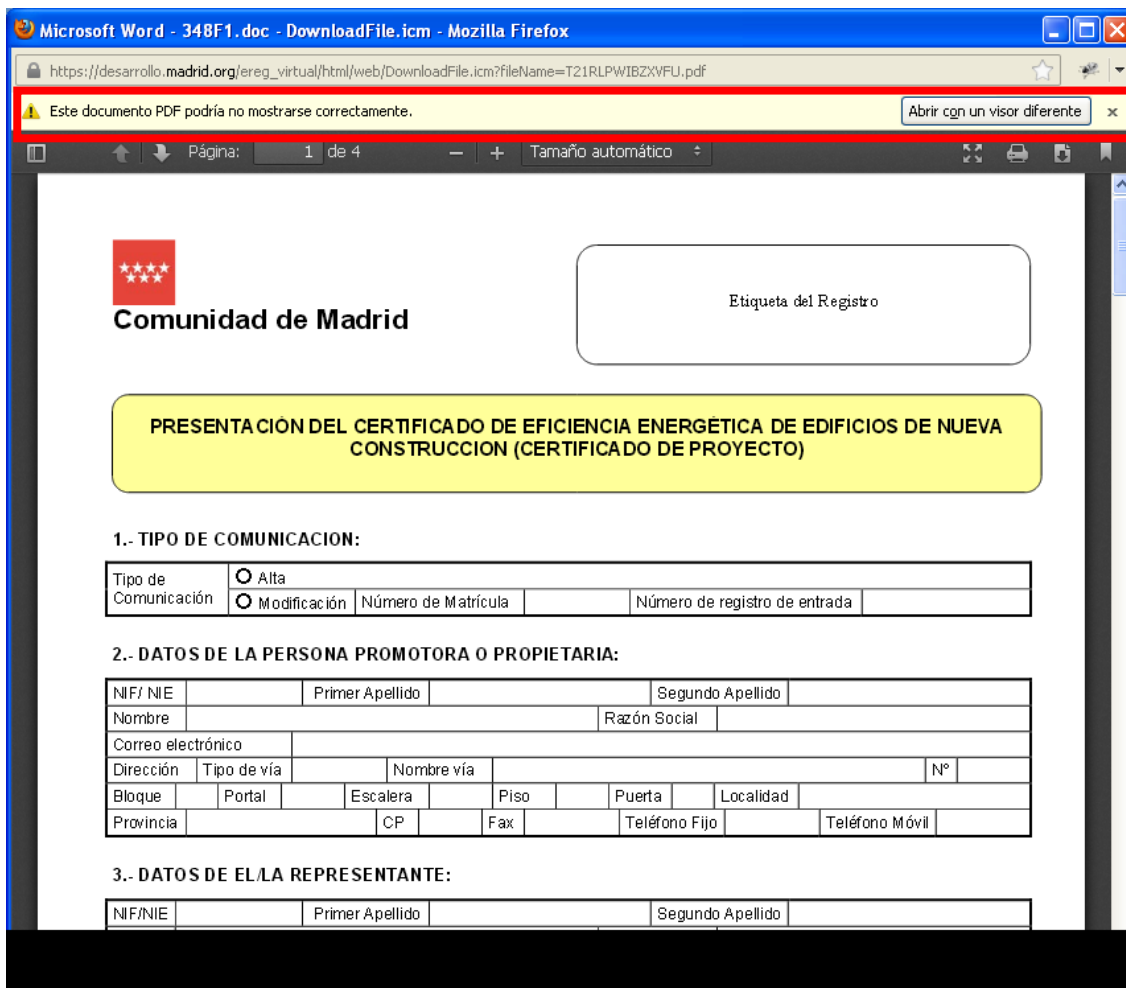 Microsoft Word - 348F1.doc - DownloadFile.icm - Mozilla Firefox
https://desarrollo.madrid.org/ereg_virtual/html/web/DownloadFile.icm?fileName=T21RLPWIBZXVFU.pdf
Este documento PDF podría no mostrarse correctamente. Abrir con un visor diferente x
Página: 1 de 4 Tamaño automático
Comunidad de Madrid
Etiqueta del Registro
PRESENTACIÓN DEL CERTIFICADO DE EFICIENCIA ENERGÉTICA DE EDIFICIOS DE NUEVA
CONSTRUCCION (CERTIFICADO DE PROYECTO)
1.- TIPO DE COMUNICACION:
Tipo de Comunicación
Alta
Modificación Número de Matrícula Número de registro de entrada
2.- DATOS DE LA PERSONA PROMOTORA O PROPIETARIA:
NIF/ NIE Primer Apellido Segundo Apellido
Nombre Razón Social
Correo electrónico
Dirección Tipo de vía Nombre vía Nº
Bloque Portal Escalera Piso Puerta Localidad
Provincia CP Fax Teléfono Fijo Teléfono Móvil
3.- DATOS DE EL/LA REPRESENTANTE:
NIF/NIE Primer Apellido Segundo Apellido